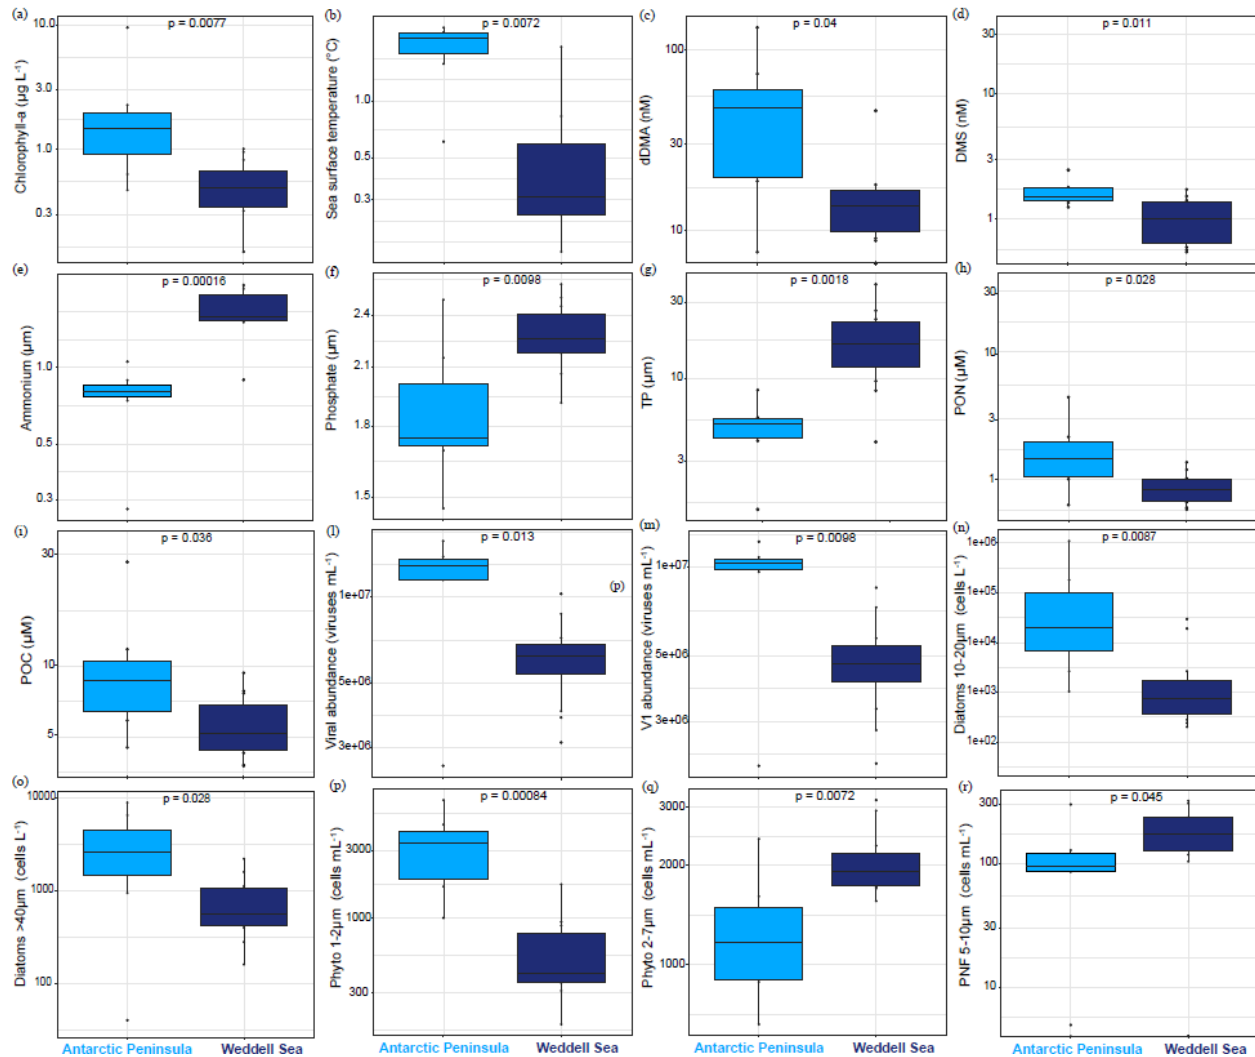 (a)
p = 0.0077
10.0
3.0
1.0
0.3
Chlorophyll-a (µg L-1)
(b)
p = 0.0072
1.0
0.5
0.3
Sea surface temperature (°C)
(c)
p = 0.04
100
30
10
dDMA (nM)
(d)
p = 0.011
30
10
3
1
DMS (nM)
(e)
p = 0.00016
1.0
0.5
0.3
Ammonium (µm)
(f)
p = 0.0098
2.4
2.1
1.8
1.5
Phosphate (µm)
(g)
p = 0.0018
30
10
3
TP (µm)
(h)
p = 0.028
30
10
3
1
PON (µM)
(i)
p = 0.036
30
10
5
POC (µM)
(l)
p = 0.013
1e+07
5e+06
3e+06
Viral abundance (viruses mL-1)
(p)
(m)
p = 0.0098
1e+07
5e+06
3e+06
V1 abundance (viruses mL-1)
(n)
p = 0.0087
1e+06
1e+05
1e+04
1e+03
1e+02
Diatoms 10-20µm (cells L-1)
(o)
p = 0.028
10000
1000
100
Diatoms >40µm (cells L-1)
(p)
p = 0.00084
3000
1000
300
Phyto 1-2µm (cells mL-1)
(q)
p = 0.0072
3000
2000
1000
Phyto 2-7µm (cells mL-1)
(r)
p = 0.045
300
100
30
10
PNF 5-10µm (cells mL-1)
Antarctic Peninsula Weddell Sea
Antarctic Peninsula Weddell Sea
Antarctic Peninsula Weddell Sea
Antarctic Peninsula Weddell Sea